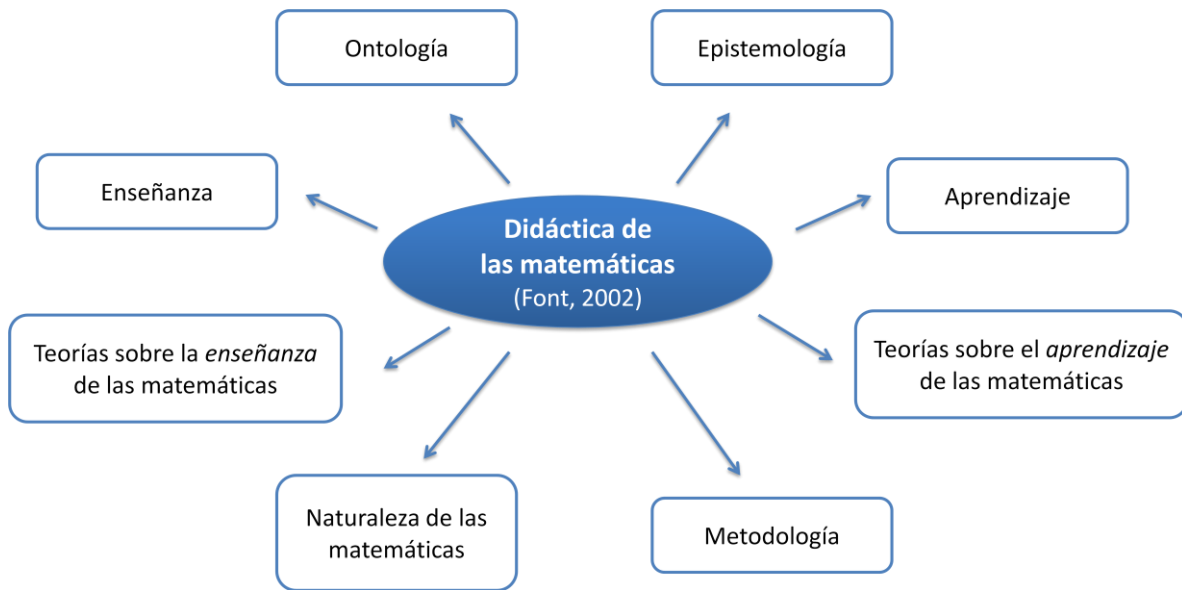 Ontología
Epistemología
Enseñanza
Aprendizaje
Didáctica de
las matemáticas
(Font, 2002)
Teorías sobre la enseñanza
de las matemáticas
Teorías sobre el aprendizaje
de las matemáticas
Naturaleza de las
matemáticas
Metodología